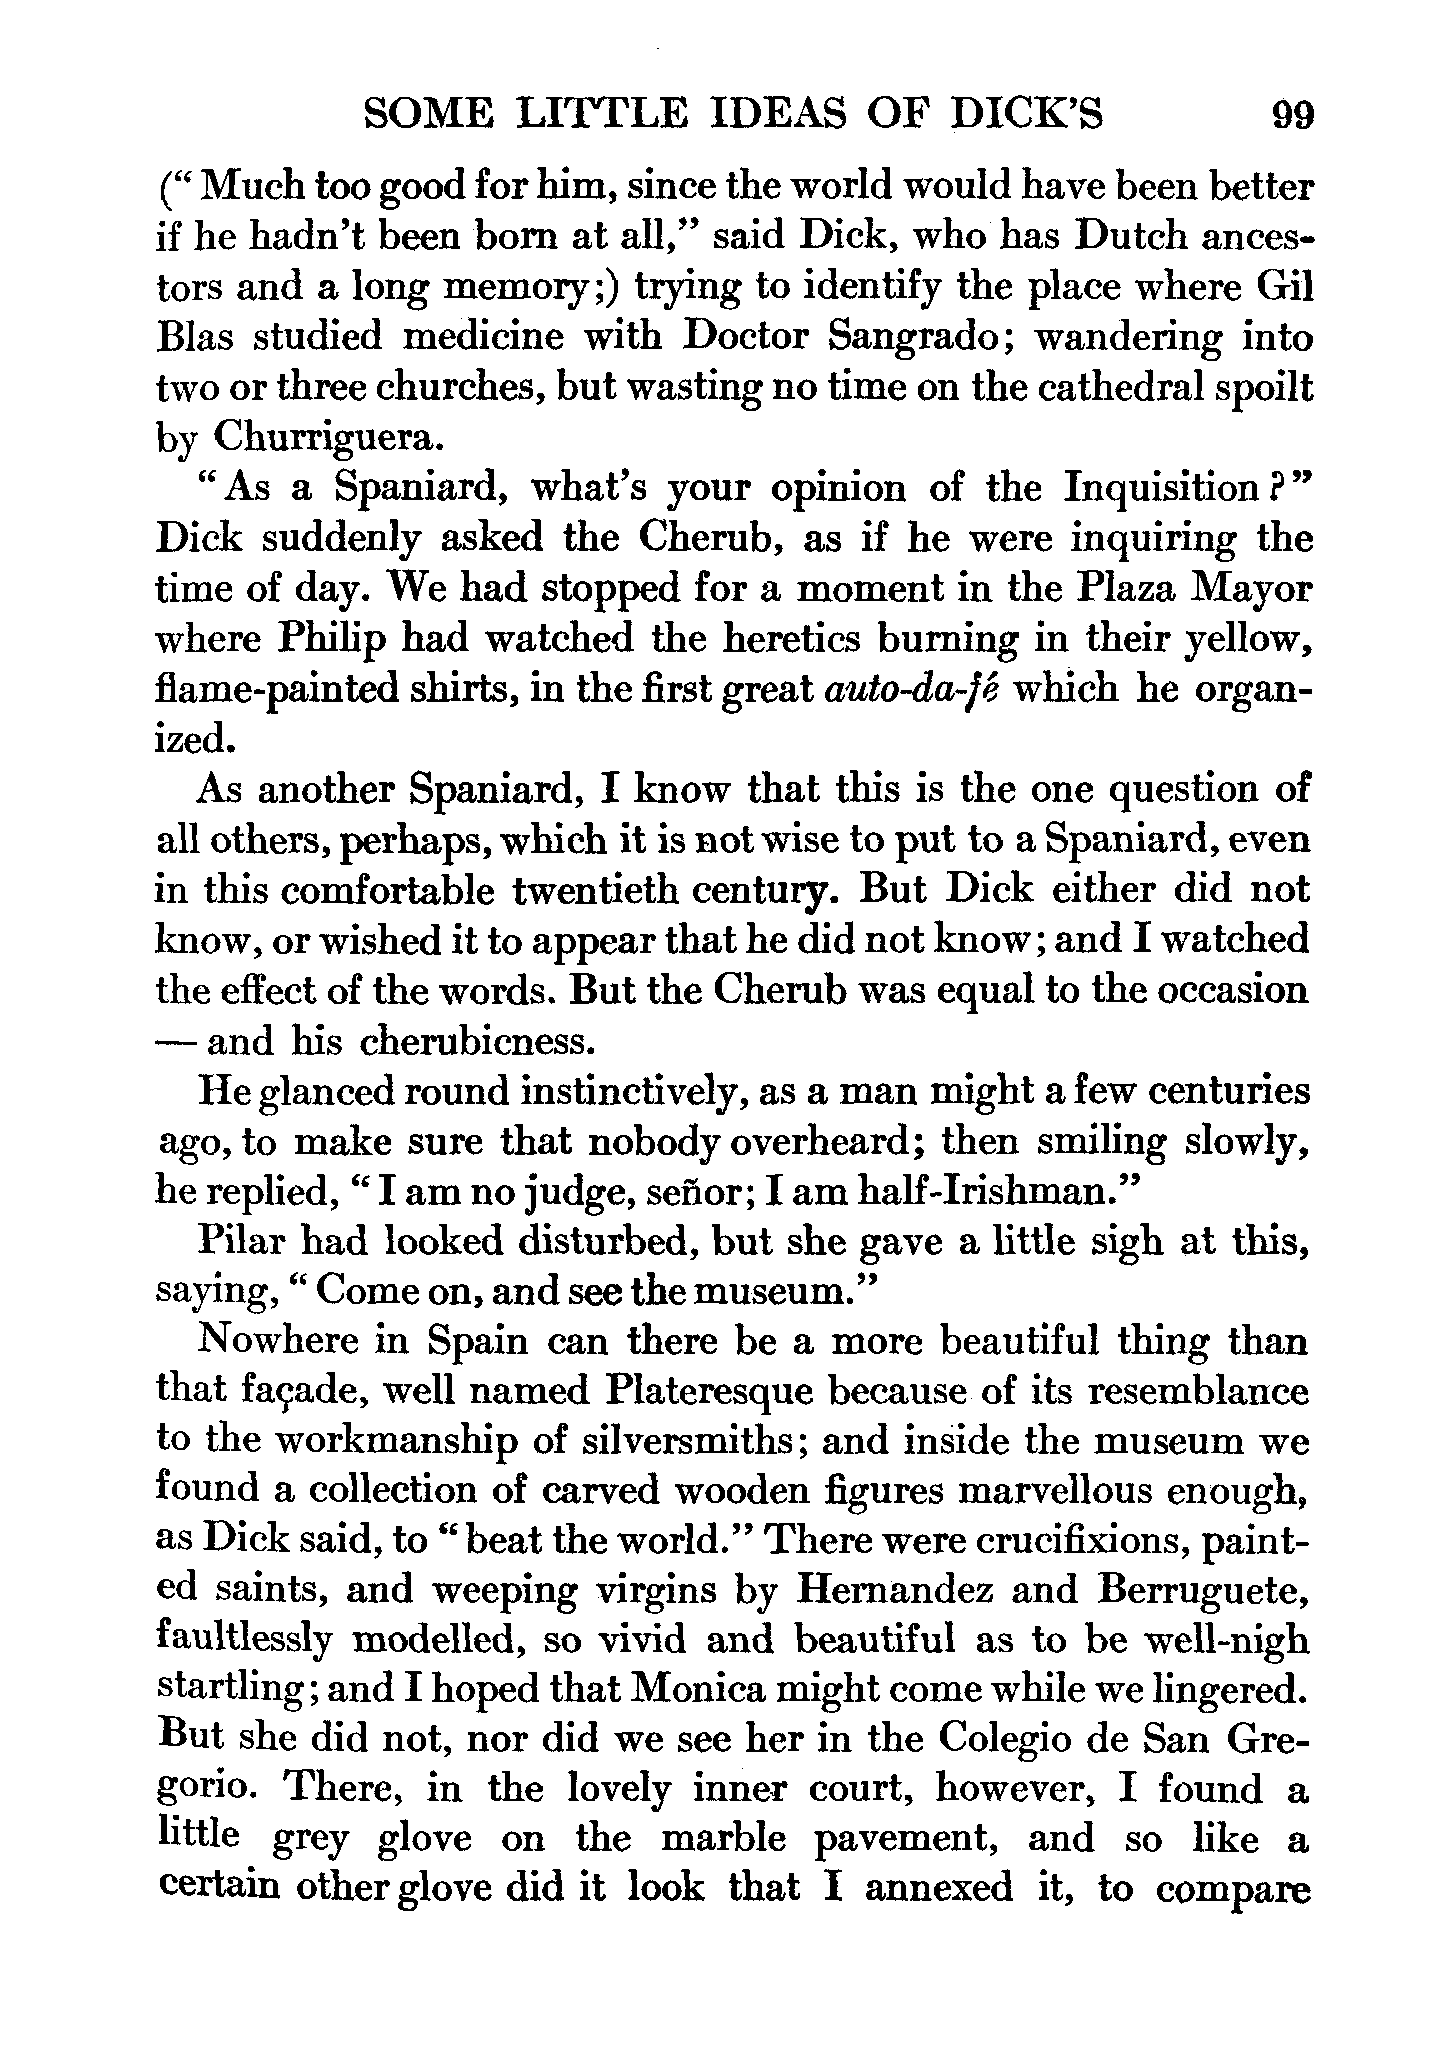 SOME LITTLE IDEAS OF DICK'S 99
(“Much too good for him, since the world would have been better
if he hadn't been born at all,” said Dick, who has Dutch ances-
tors and a long memory;) trying to identify the place where Gil
Blas studied medicine with Doctor Sangrado; wandering into
two or three churches, but wasting no time on the cathedral spoilt
by Churriguera.
“As a Spaniard, what's your opinion of the Inquisition?”
Dick suddenly asked the Cherub, as if he were inquiring the
time of day. We had stopped for a moment in the Plaza Mayor
where Philip had watched the heretics burning in their yellow,
flame-painted shirts, in the first great auto-da-fé which he organ-
ized.
As another Spaniard, I know that this is the one question of
all others, perhaps, which it is not wise to put to a Spaniard, even
in this comfortable twentieth century. But Dick either did not
know, or wished it to appear that he did not know; and I watched
the effect of the words. But the Cherub was equal to the occasion
— and his cherubicness.
He glanced round instinctively, as a man might a few centuries
ago, to make sure that nobody overheard; then smiling slowly,
he replied, “I am no judge, señor; I am half-Irishman.”
Pilar had looked disturbed, but she gave a little sigh at this,
saying, “Come on, and see the museum.”
Nowhere in Spain can there be a more beautiful thing than
that façade, well named Plateresque because of its resemblance
to the workmanship of silversmiths; and inside the museum we
found a collection of carved wooden figures marvellous enough,
as Dick said, to “beat the world.” There were crucifixions, paint-
ed saints, and weeping virgins by Hernandez and Berruguete,
faultlessly modelled, so vivid and beautiful as to be well-nigh
startling; and I hoped that Monica might come while we lingered.
But she did not, nor did we see her in the Colegio de San Gre-
gorio. There, in the lovely inner court, however, I found a
little grey glove on the marble pavement, and so like a
certain other glove did it look that I annexed it, to compare